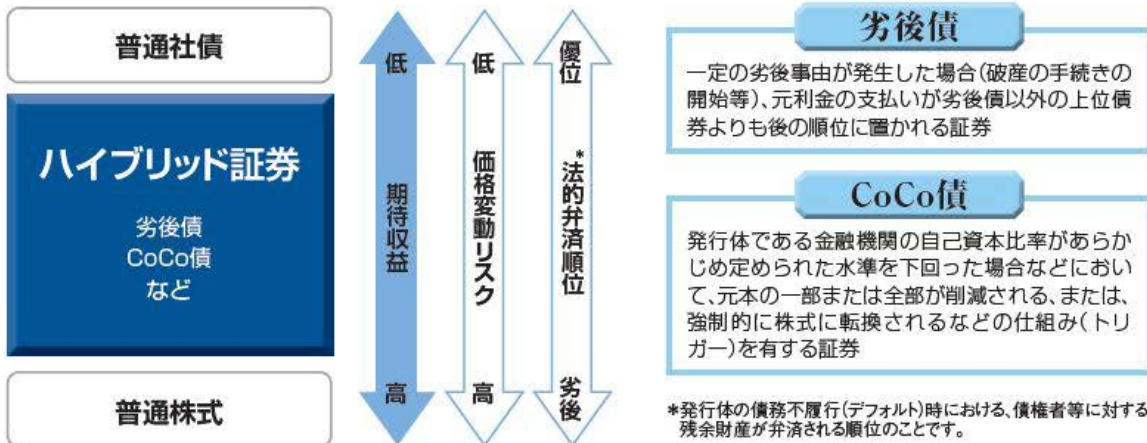 普通社債
ハイブリッド証券
劣後債
CoCo債
など
普通株式
低
期待収益
高
低
価格変動リスク
高
優位
*法的弁済順位
劣後
劣後債
一定の劣後事由が発生した場合(破産の手続きの
開始等)、元利金の支払いが劣後債以外の上位債
券よりも後の順位に置かれる証券
CoCo債
発行体である金融機関の自己資本比率があらか
じめ定められた水準を下回った場合などにおい
て、元本の一部または全部が削減される、または、
強制的に株式に転換されるなどの仕組み(トリ
ガー)を有する証券
*発行体の債務不履行(デフォルト)時における、債権者等に対する
残余財産が弁済される順位のことです。